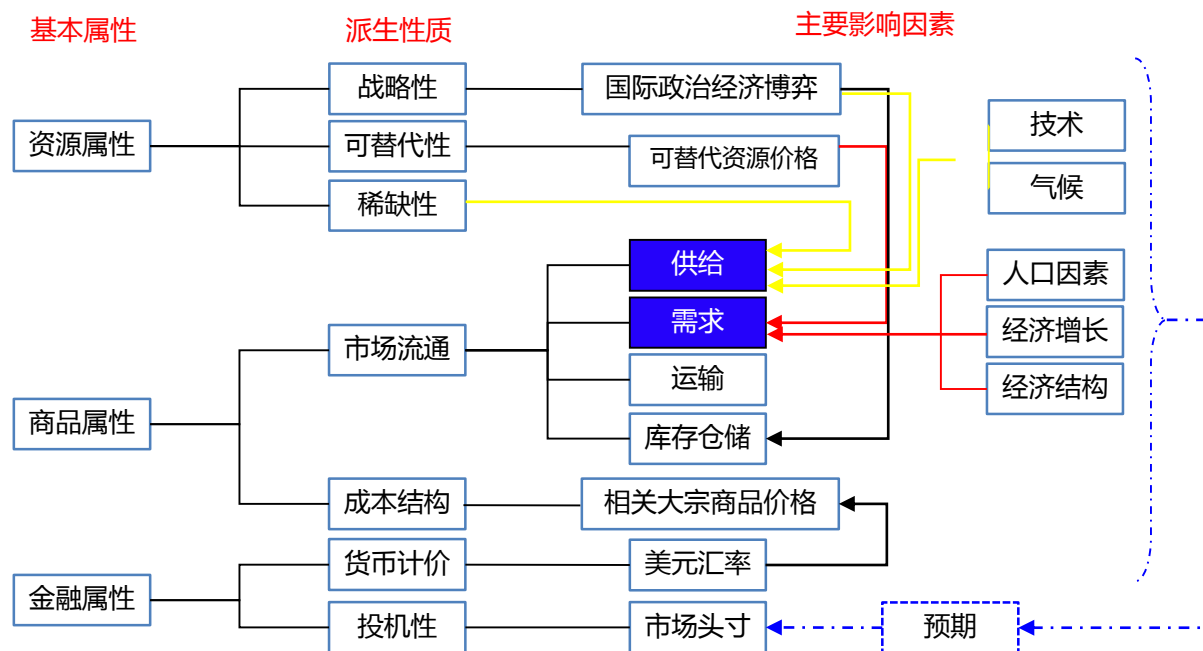 基本属性
派生性质
主要影响因素
战略性
国际政治经济博弈
技术
资源属性
可替代性
可替代资源价格
气候
稀缺性
供给
人口因素
需求
经济增长
市场流通
运输
经济结构
商品属性
库存仓储
成本结构
相关大宗商品价格
货币计价
美元汇率
金融属性
投机性
市场头寸
预期